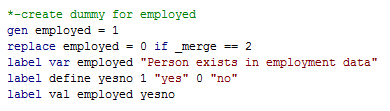 *-create dummy for employed
gen employed = 1
replace employed = 0 if _merge == 2
label var employed "Person exists in employment data"
label define yesno 1 "yes" 0 "no"
label val employed yesno